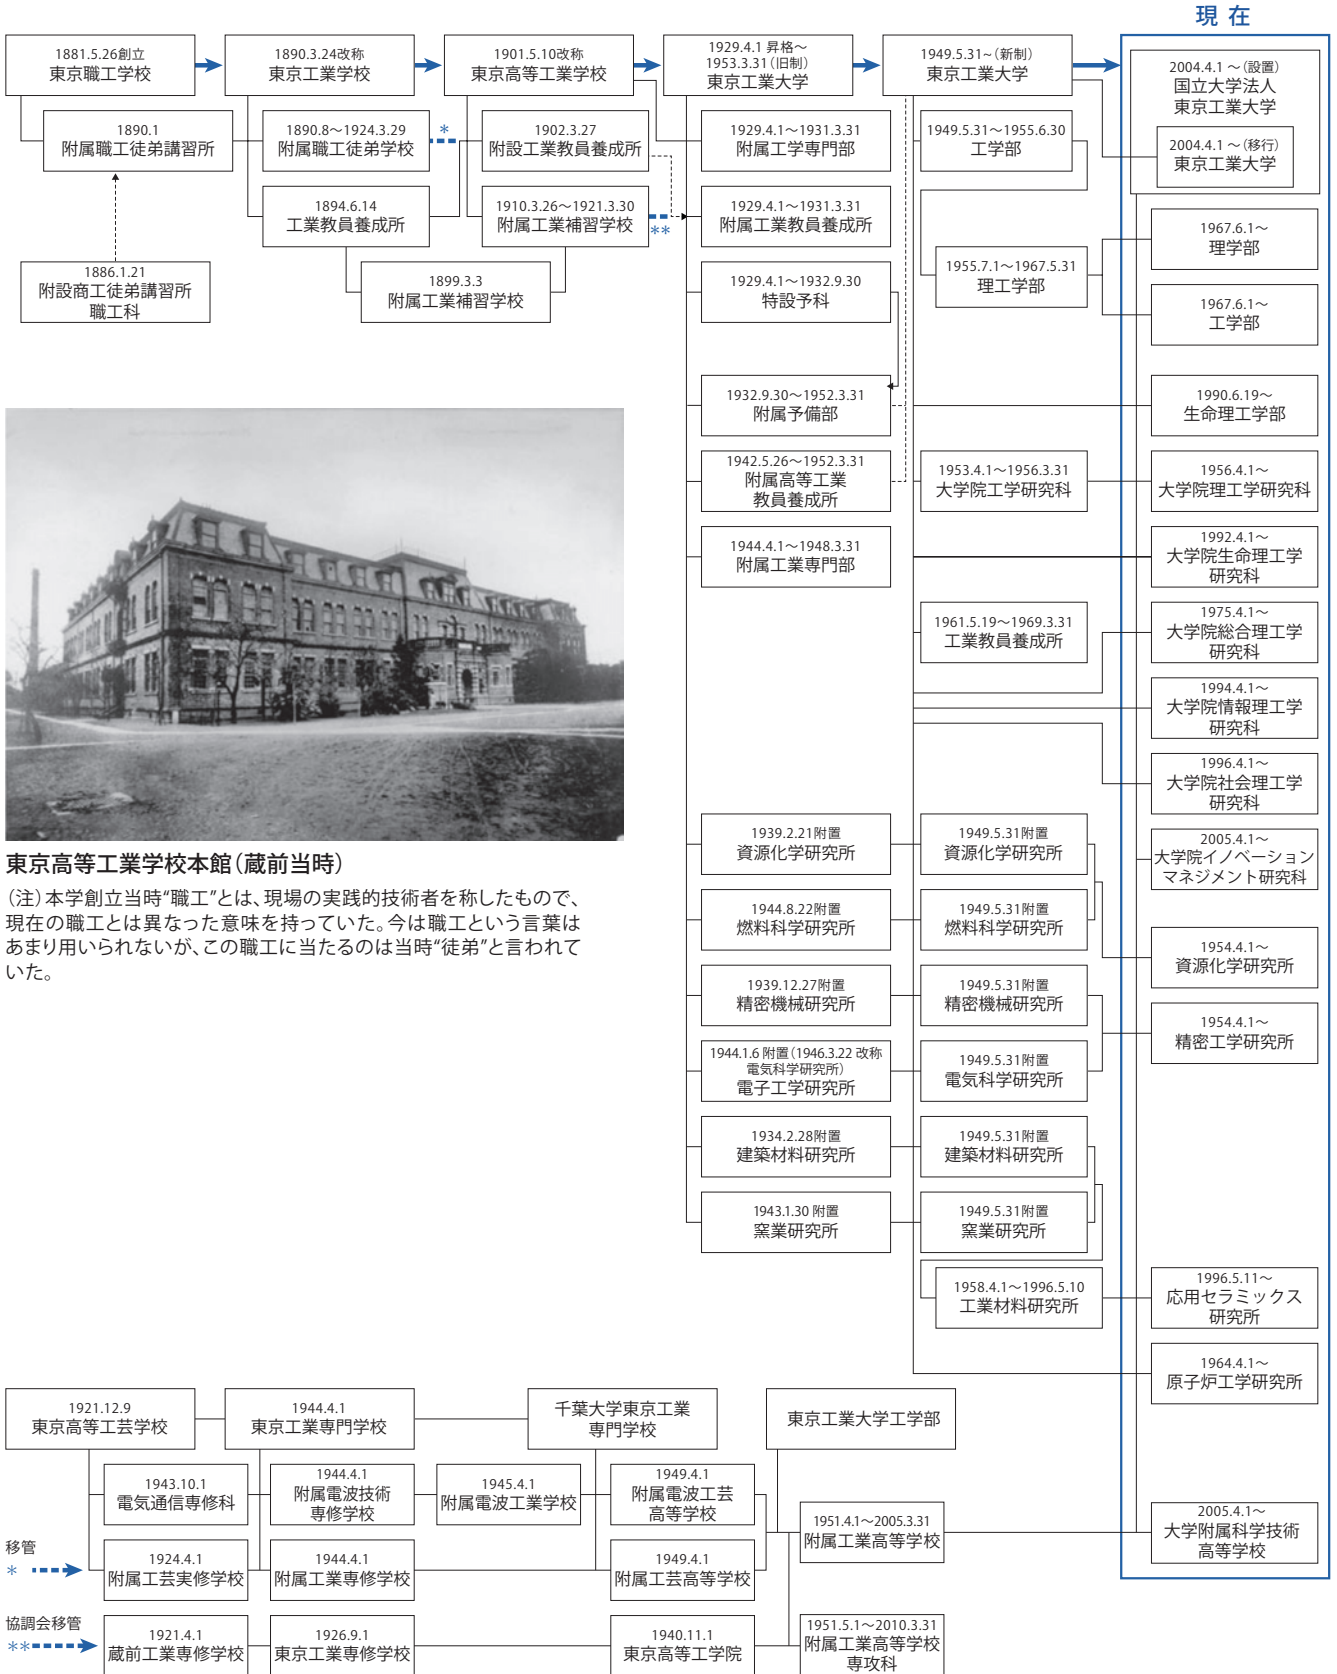 現在
1881.5.26創立
東京職工学校
1890.3.24改称
東京工業学校
1901.5.10改称
東京高等工業学校
1929.4.1 昇格～
1953.3.31（旧制）
東京工業大学
1949.5.31～（新制）
東京工業大学
2004.4.1 ～（設置）
国立大学法人
東京工業大学
2004.4.1 ～（移行）
東京工業大学
1890.1
附属職工徒弟講習所
1890.8～1924.3.29
附属職工徒弟学校
*
1902.3.27
附設工業教員養成所
1929.4.1～1931.3.31
附属工学専門部
1949.5.31～1955.6.30
工学部
1894.6.14
工業教員養成所
1910.3.26～1921.3.30
附属工業補習学校
**
1929.4.1～1931.3.31
附属工業教員養成所
1967.6.1～
理学部
1886.1.21
附設商工徒弟講習所
職工科
1899.3.3
附属工業補習学校
1929.4.1～1932.9.30
特設予科
1955.7.1～1967.5.31
理工学部
1967.6.1～
工学部
1932.9.30～1952.3.31
附属予備部
1990.6.19～
生命理工学部
1942.5.26～1952.3.31
附属高等工業
教員養成所
1953.4.1～1956.3.31
大学院工学研究科
1956.4.1～
大学院理工学研究科
1944.4.1～1948.3.31
附属工業専門部
1992.4.1～
大学院生命理工学
研究科
1961.5.19～1969.3.31
工業教員養成所
1975.4.1～
大学院総合理工学
研究科
1994.4.1～
大学院情報理工学
研究科
1996.4.1～
大学院社会理工学
研究科
2005.4.1～
大学院イノベーション
マネジメント研究科
東京高等工業学校本館（蔵前当時）
（注）本学創立当時“職工”とは、現場の実践的技術者を称したもので、
現在の職工とは異なった意味を持っていた。今は職工という言葉は
あまり用いられないが、この職工に当たるのは当時“徒弟”と言われて
いた。
1939.2.21附置
資源化学研究所
1949.5.31附置
資源化学研究所
1944.8.22附置
燃料科学研究所
1949.5.31附置
燃料科学研究所
1954.4.1～
資源化学研究所
1939.12.27附置
精密機械研究所
1949.5.31附置
精密機械研究所
1954.4.1～
精密工学研究所
1944.1.6 附置（1946.3.22 改称
電気科学研究所）
電子工学研究所
1949.5.31附置
電気科学研究所
1934.2.28附置
建築材料研究所
1949.5.31附置
建築材料研究所
1943.1.30 附置
窯業研究所
1949.5.31附置
窯業研究所
1958.4.1～1996.5.10
工業材料研究所
1996.5.11～
応用セラミックス
研究所
1964.4.1～
原子炉工学研究所
1921.12.9
東京高等工芸学校
1944.4.1
東京工業専門学校
千葉大学東京工業
専門学校
東京工業大学工学部
1943.10.1
電気通信専修科
1944.4.1
附属電波技術
専修学校
1945.4.1
附属電波工業学校
1949.4.1
附属電波工芸
高等学校
1951.4.1～2005.3.31
附属工業高等学校
2005.4.1～
大学附属科学技術
高等学校
移管
*
1924.4.1
附属工芸実修学校
1944.4.1
附属工業専修学校
1949.4.1
附属工芸高等学校
協調会移管
**
1921.4.1
蔵前工業専修学校
1926.9.1
東京工業専修学校
1940.11.1
東京高等工学院
1951.5.1～2010.3.31
附属工業高等学校
専攻科